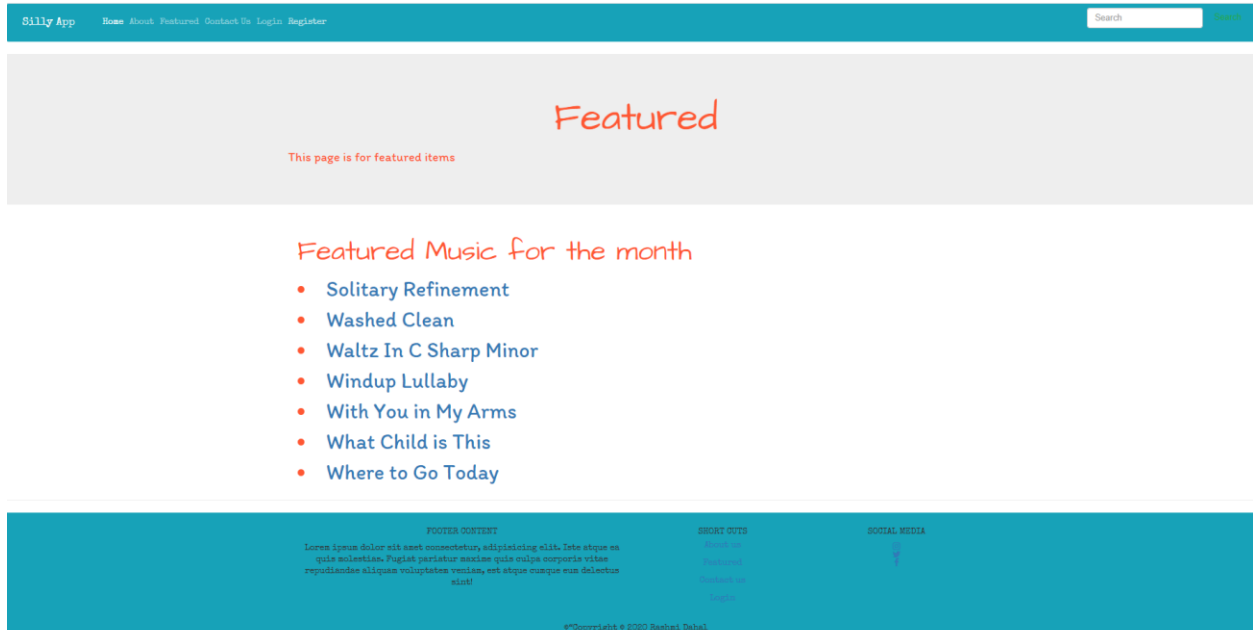 Silly App Home About Featured Contact Us Login Register Search Search
Featured
This page is for featured items
Featured Music for the month
Solitary Refinement
Washed Clean
Waltz In C Sharp Minor
Windup Lullaby
With You in My Arms
What Child is This
Where to Go Today
FOOTER CONTENT
Lorem ipsum dolor sit amet consectetur, adipisicing elit. Iste atque ea
quis molestias. Fugiat pariatur maxime quis culpa corporis vitae
repudiandae aliquam voluptatem veniam, est atque cumque eum delectus
sint!
SHORT CUTS
About us
Featured
Contact us
Login
SOCIAL MEDIA
©Copyright © 2020 Rashmi Dahal